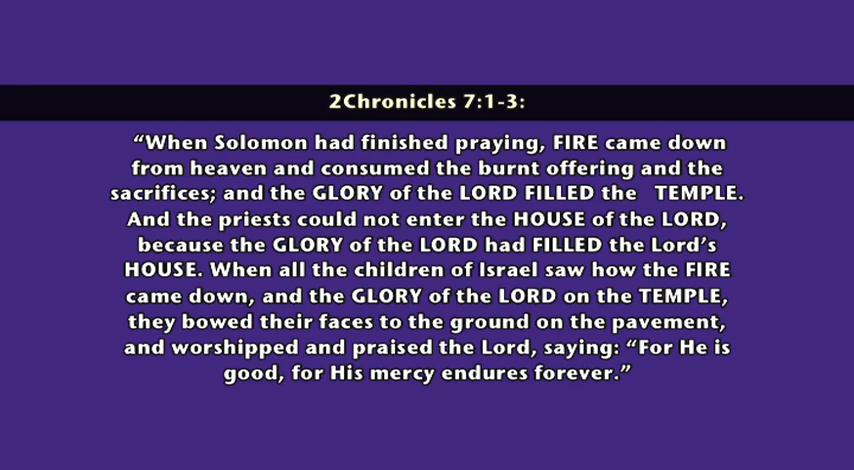 2Chronicles 7:1-3:
“When Solomon had finished praying, FIRE came down
from heaven and consumed the burnt offering and the
sacrifices; and the GLORY of the LORD FILLED the   TEMPLE.
And the priests could not enter the HOUSE of the LORD,
because the GLORY of the LORD had FILLED the Lord’s
HOUSE. When all the children of Israel saw how the FIRE
came down, and the GLORY of the LORD on the TEMPLE,
they bowed their faces to the ground on the pavement,
and worshipped and praised the Lord, saying: “For He is
good, for His mercy endures forever.”